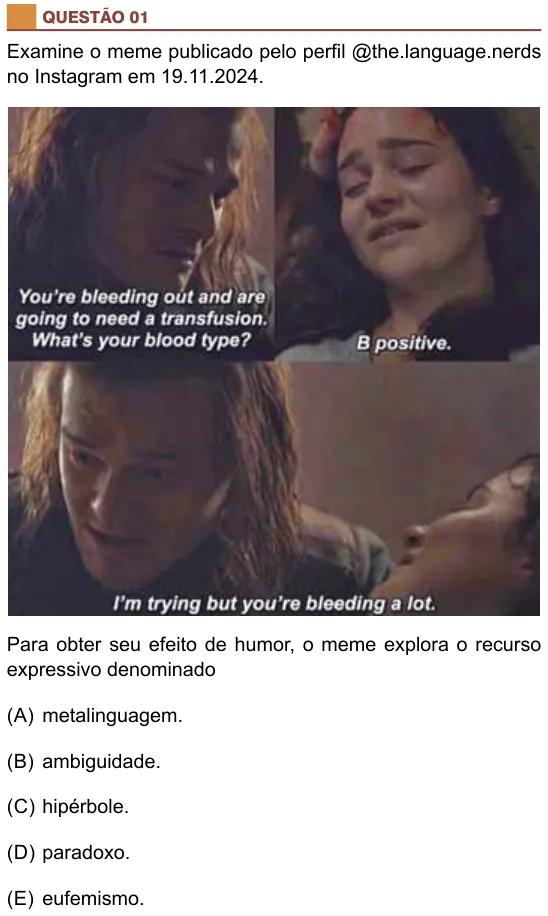 QUESTÃO 01
Examine o meme publicado pelo perfil @the.language.nerds
no Instagram em 19.11.2024.
You're bleeding out and are
going to need a transfusion.
What's your blood type?
B positive.
I'm trying but you're bleeding a lot.
Para obter seu efeito de humor, o meme explora o recurso
expressivo denominado
(A) metalinguagem.
(B) ambiguidade.
(C) hipérbole.
(D) paradoxo.
(E) eufemismo.